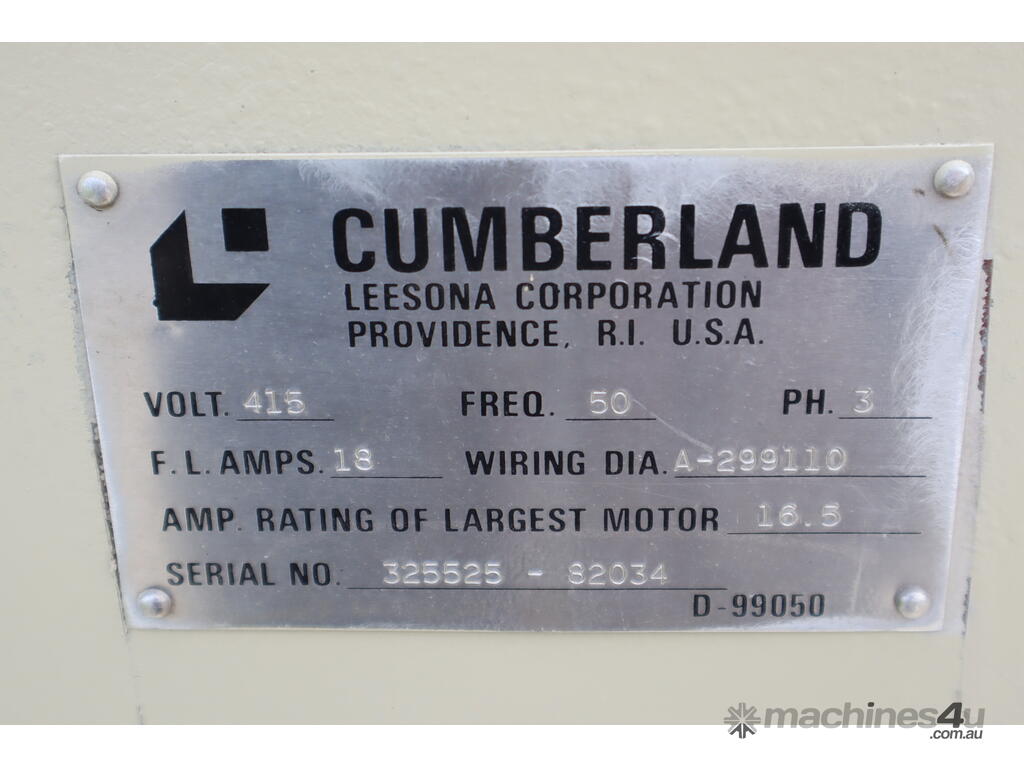 CUMBERLAND
LEESONA CORPORATION
PROVIDENCE, R.I. U.S.A.
VOLT. 415 FREQ. 50 PH. 3
F.L. AMPS. 18 WIRING DIA. A-299110
AMP. RATING OF LARGEST MOTOR 16.5
SERIAL NO. 325525 - 82034
D-99050
machines4u
.com.au